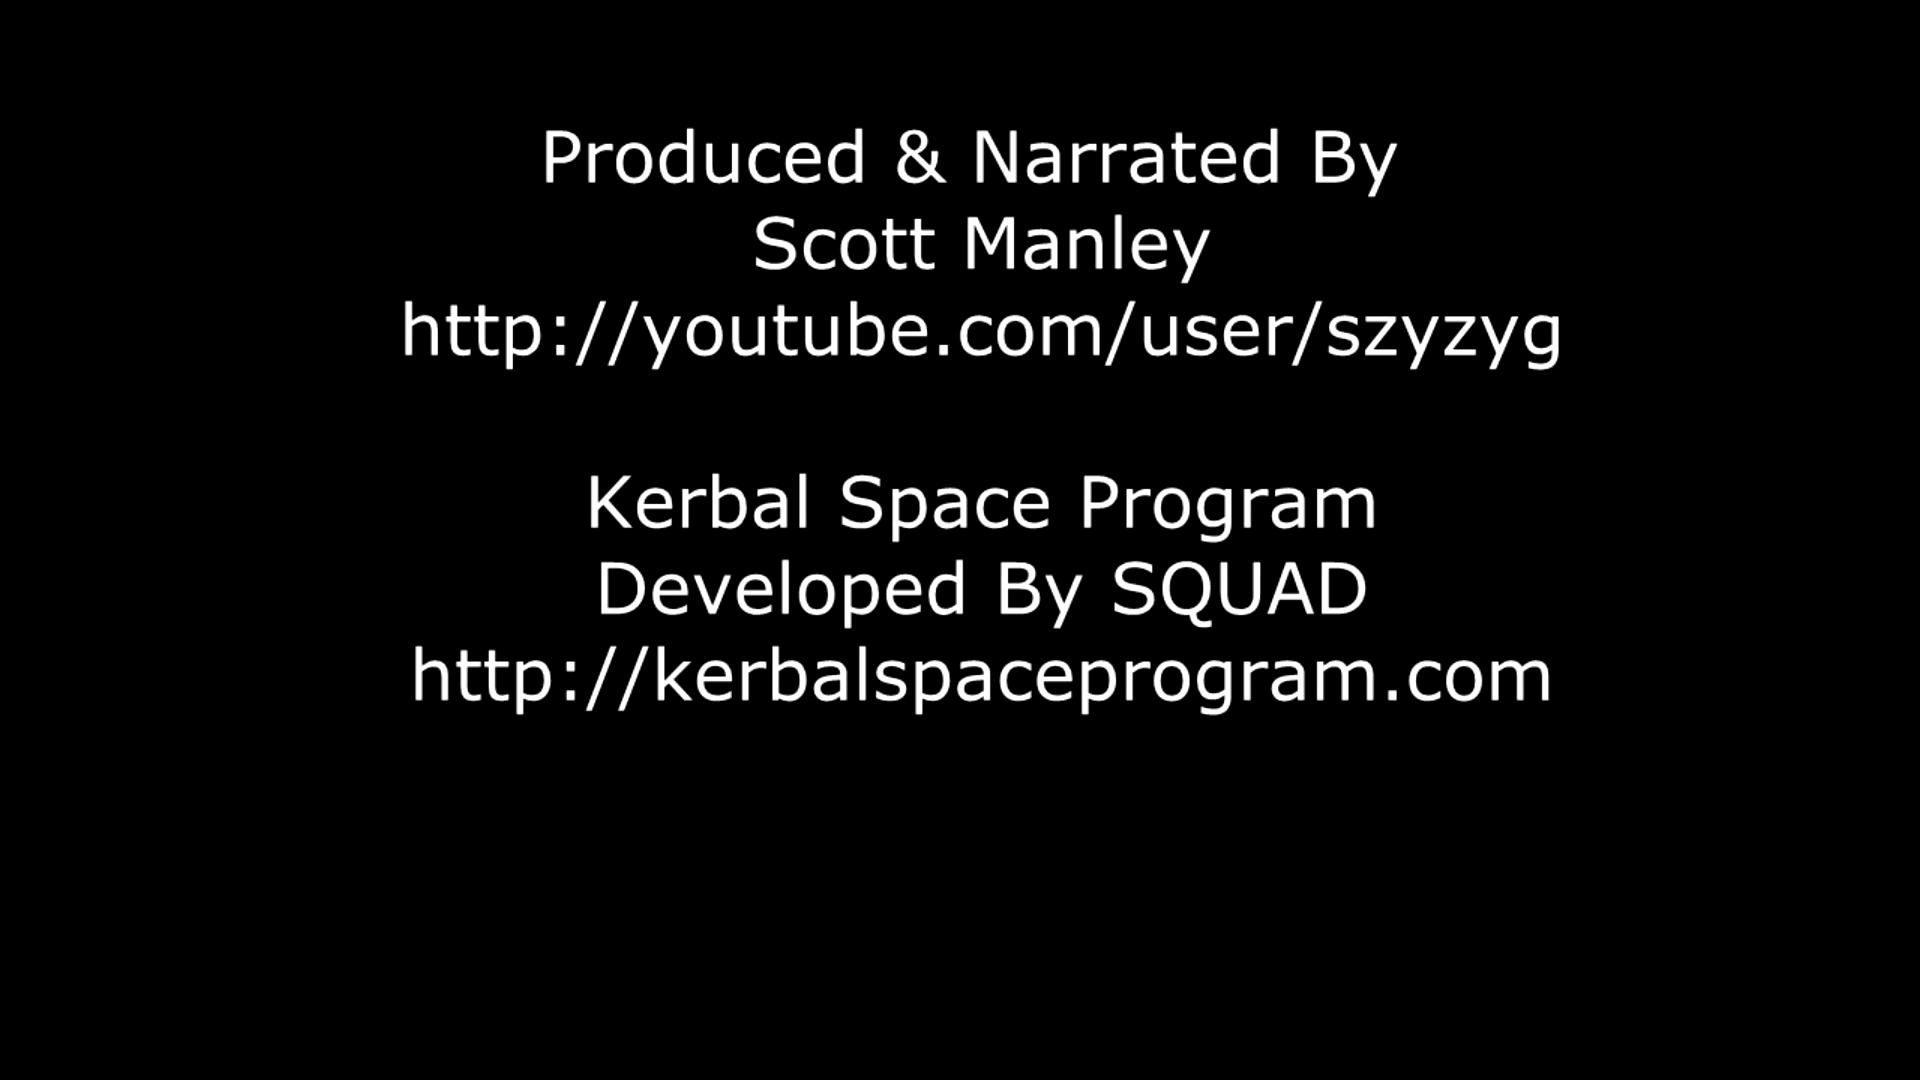 Produced & Narrated By
Scott Manley
http://youtube.com/user/szyzyg
Kerbal Space Program
Developed By SQUAD
http://kerbalspaceprogram.com